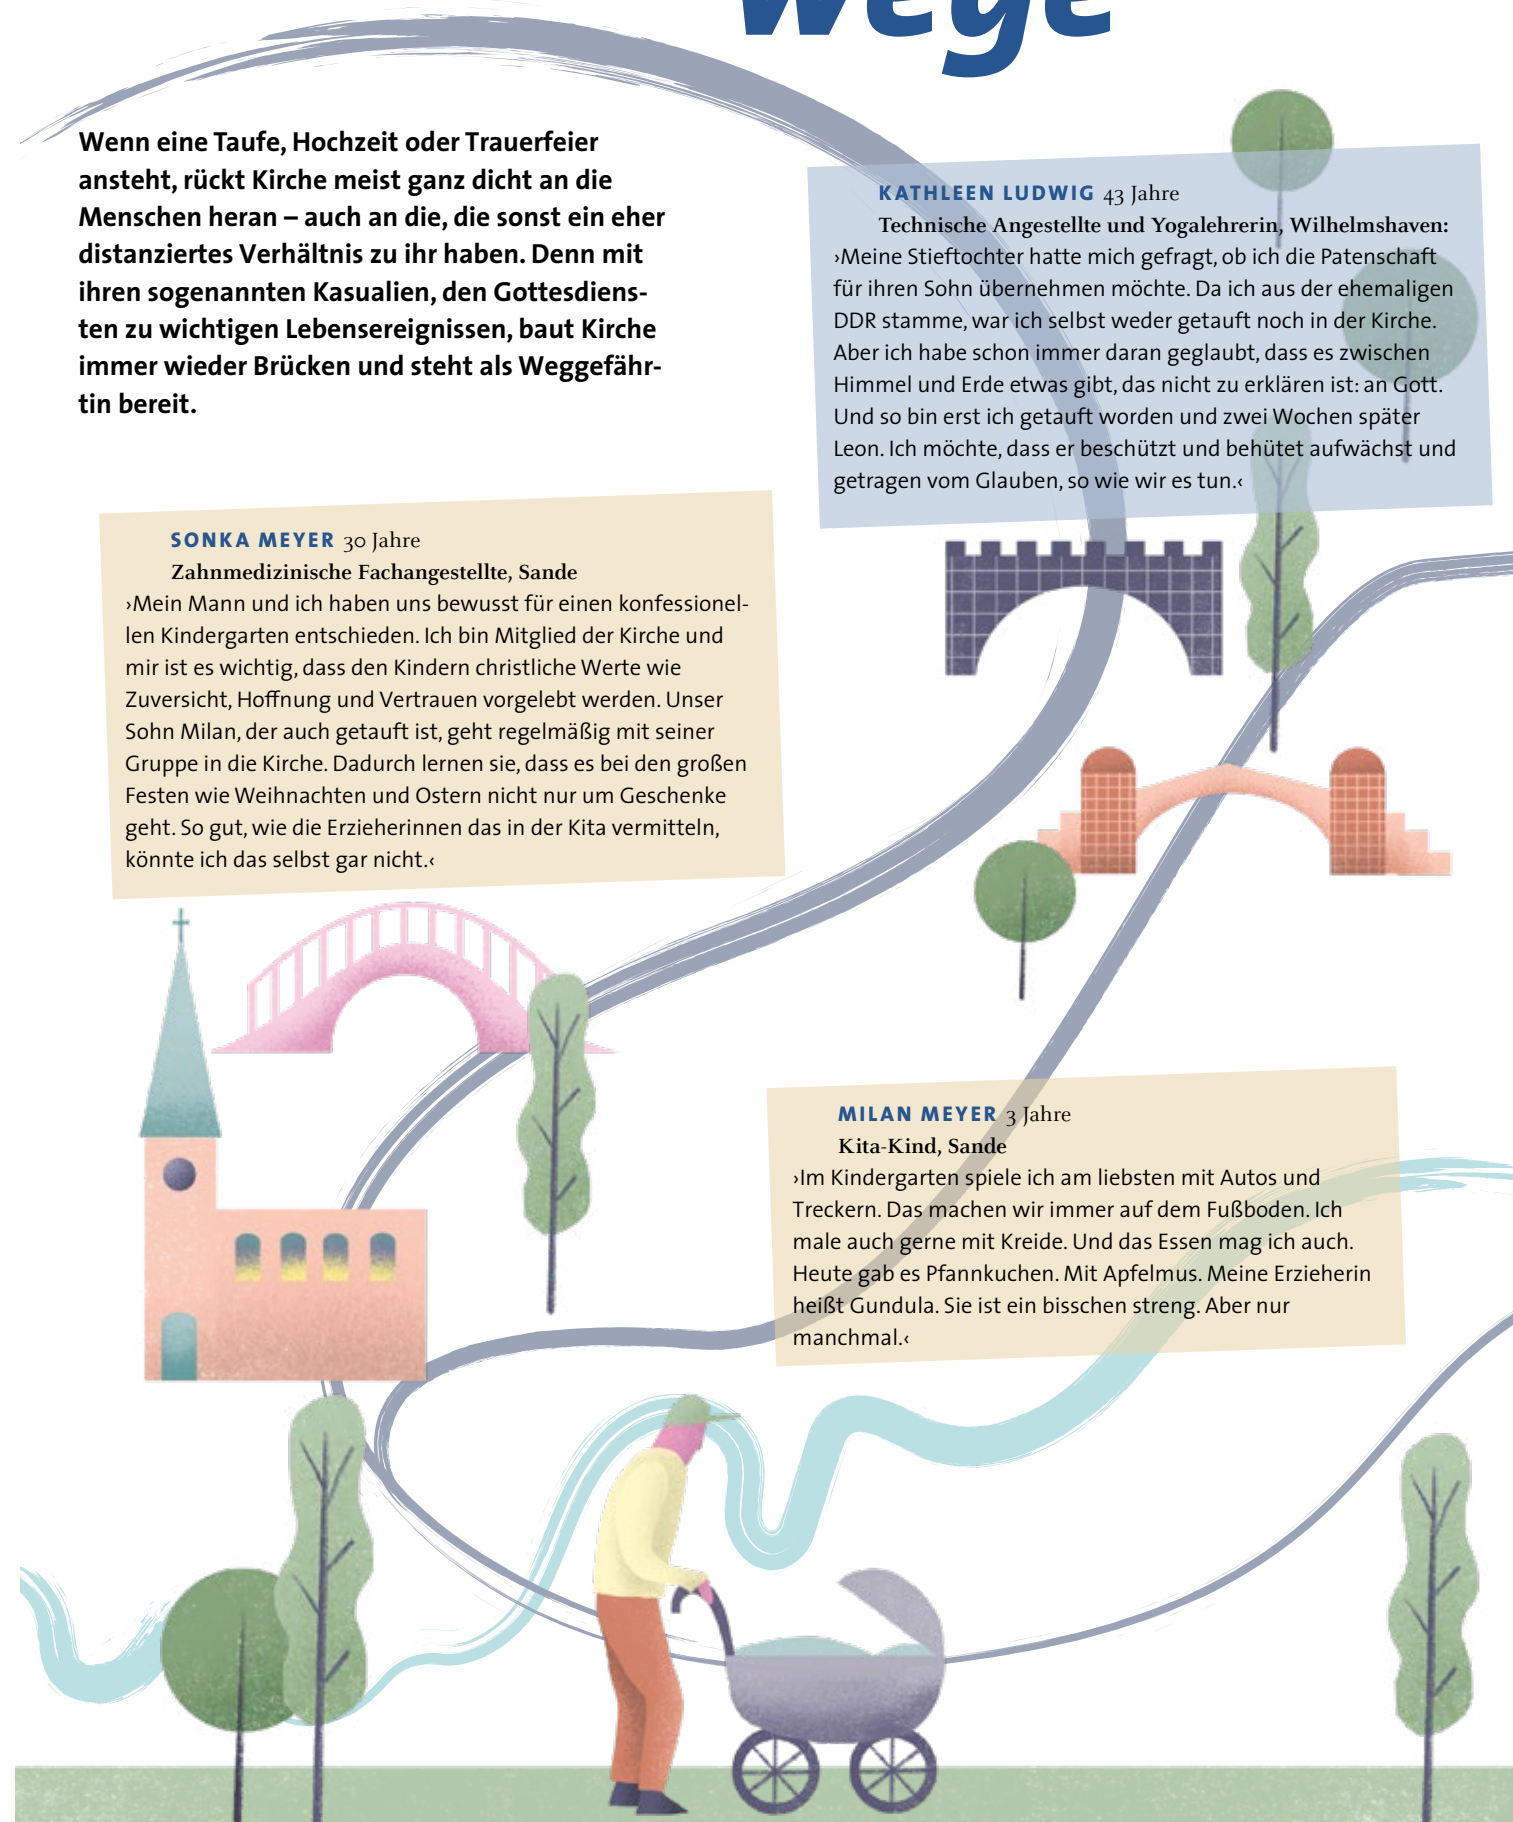 wege
Wenn eine Taufe, Hochzeit oder Trauerfeier
ansteht, rückt Kirche meist ganz dicht an die
Menschen heran – auch an die, die sonst ein eher
distanziertes Verhältnis zu ihr haben. Denn mit
ihren sogenannten Kasualien, den Gottesdiens-
ten zu wichtigen Lebensereignissen, baut Kirche
immer wieder Brücken und steht als Weggefähr-
tin bereit.
KATHLEEN LUDWIG 43 Jahre
Technische Angestellte und Yogalehrerin, Wilhelmshaven:
›Meine Stieftochter hatte mich gefragt, ob ich die Patenschaft
für ihren Sohn übernehmen möchte. Da ich aus der ehemaligen
DDR stamme, war ich selbst weder getauft noch in der Kirche.
Aber ich habe schon immer daran geglaubt, dass es zwischen
Himmel und Erde etwas gibt, das nicht zu erklären ist: an Gott.
Und so bin erst ich getauft worden und zwei Wochen später
Leon. Ich möchte, dass er beschützt und behütet aufwächst und
getragen vom Glauben, so wie wir es tun.‹
SONKA MEYER 30 Jahre
Zahnmedizinische Fachangestellte, Sande
›Mein Mann und ich haben uns bewusst für einen konfessionel-
len Kindergarten entschieden. Ich bin Mitglied der Kirche und
mir ist es wichtig, dass den Kindern christliche Werte wie
Zuversicht, Hoffnung und Vertrauen vorgelebt werden. Unser
Sohn Milan, der auch getauft ist, geht regelmäßig mit seiner
Gruppe in die Kirche. Dadurch lernen sie, dass es bei den großen
Festen wie Weihnachten und Ostern nicht nur um Geschenke
geht. So gut, wie die Erzieherinnen das in der Kita vermitteln,
könnte ich das selbst gar nicht.‹
MILAN MEYER 3 Jahre
Kita-Kind, Sande
›Im Kindergarten spiele ich am liebsten mit Autos und
Treckern. Das machen wir immer auf dem Fußboden. Ich
male auch gerne mit Kreide. Und das Essen mag ich auch.
Heute gab es Pfannkuchen. Mit Apfelmus. Meine Erzieherin
heißt Gundula. Sie ist ein bisschen streng. Aber nur
manchmal.‹